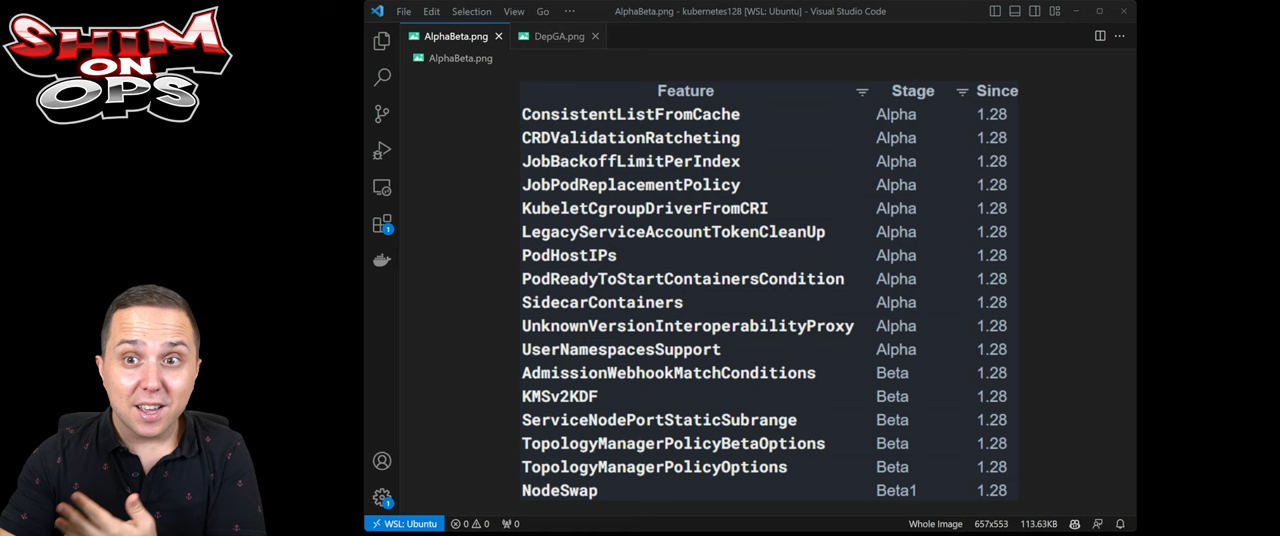 SHIM
ON
OPS
File Edit Selection View Go ··· AlphaBeta.png - kubernetes128 [WSL: Ubuntu] - Visual Studio Code
AlphaBeta.png DepGA.png
AlphaBeta.png
Feature Stage Since
ConsistentListFromCache Alpha 1.28
CRDValidationRatcheting Alpha 1.28
JobBackoffLimitPerIndex Alpha 1.28
JobPodReplacementPolicy Alpha 1.28
KubeletCgroupDriverFromCRI Alpha 1.28
LegacyServiceAccountTokenCleanUp Alpha 1.28
PodHostIPs Alpha 1.28
PodReadyToStartContainersCondition Alpha 1.28
SidecarContainers Alpha 1.28
UnknownVersionInteroperabilityProxy Alpha 1.28
UserNamespacesSupport Alpha 1.28
AdmissionWebhookMatchConditions Beta 1.28
KMSv2KDF Beta 1.28
ServiceNodePortStaticSubrange Beta 1.28
TopologyManagerPolicyBetaOptions Beta 1.28
TopologyManagerPolicyOptions Beta 1.28
NodeSwap Beta1 1.28
1
1
WSL: Ubuntu 0 0 0 Whole Image 657x553 113.63KB